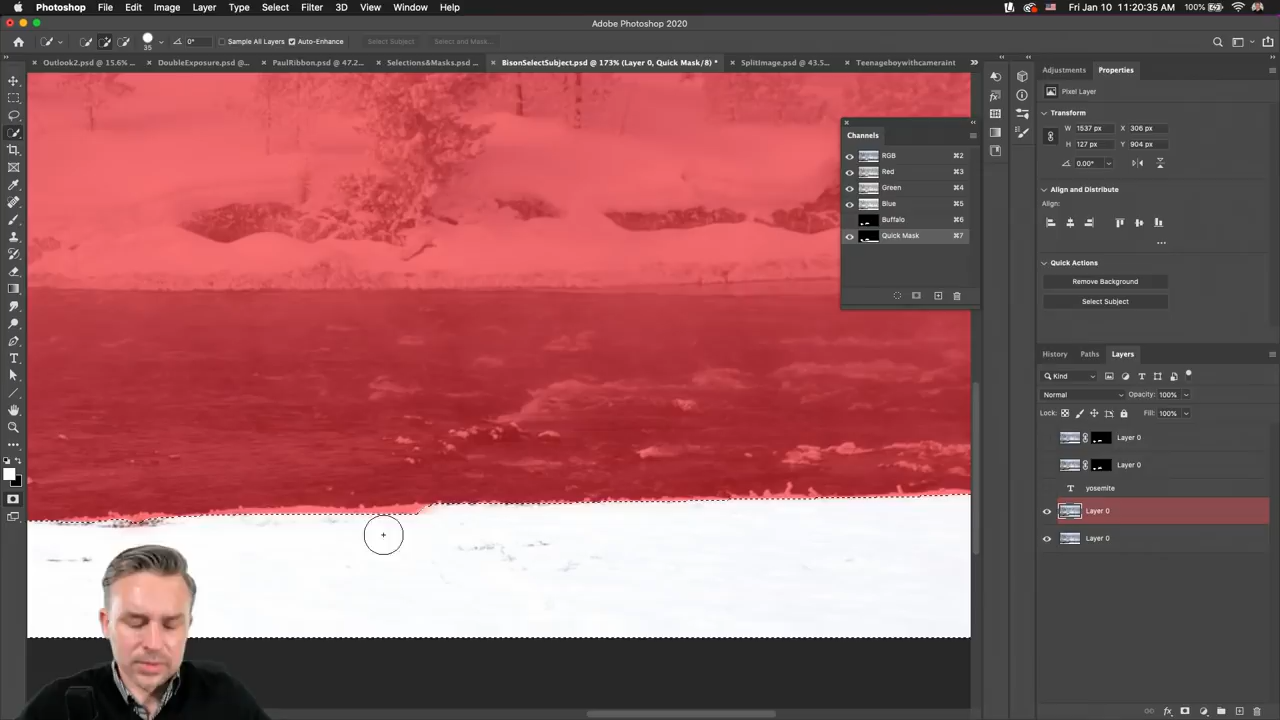 Photoshop File Edit Image Layer Type Select Filter 3D View Window Help 100% Fri Jan 10 11:20:35 AM
Adobe Photoshop 2020
35 0° Sample All Layers Auto-Enhance Select Subject Select and Mask...
Outlook2.psd @ 15.6% ... DoubleExposure.psd @... PaulRibbon.psd @ 47.2... Selections&Masks.psd ... BisonSelectSubject.psd @ 173% (Layer 0, Quick Mask/8) * SplitImage.psd @ 43.5... Teenageboywithcameraint
Channels
RGB ⌘2
Red ⌘3
Green ⌘4
Blue ⌘5
Buffalo ⌘6
Quick Mask ⌘7
Adjustments Properties
Pixel Layer
Transform
W 1537 px X 306 px
H 127 px Y 904 px
0.00°
Align and Distribute
Align:
Quick Actions
Remove Background
Select Subject
History Paths Layers
Kind
Normal Opacity: 100%
Lock: Fill: 100%
Layer 0
Layer 0
T yosemite
Layer 0
Layer 0